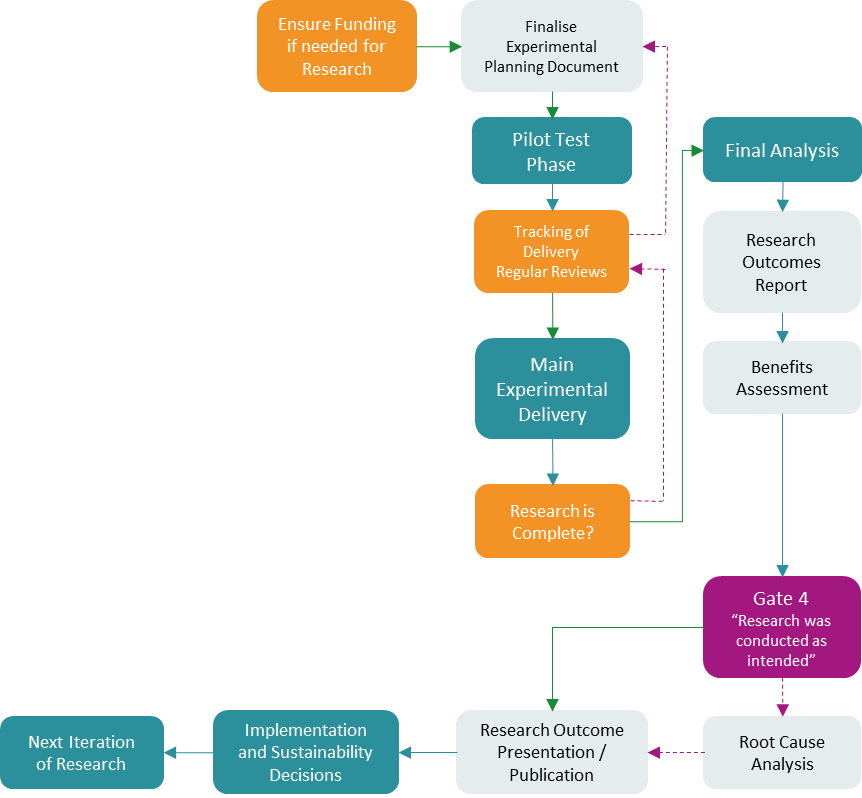 Ensure Funding
if needed for
Research
Finalise
Experimental
Planning Document
Pilot Test
Phase
Tracking of
Delivery
Regular Reviews
Main
Experimental
Delivery
Research is
Complete?
Final Analysis
Research
Outcomes
Report
Benefits
Assessment
Gate 4
“Research was
conducted as
intended”
Root Cause
Analysis
Research Outcome
Presentation /
Publication
Implementation
and Sustainability
Decisions
Next Iteration
of Research